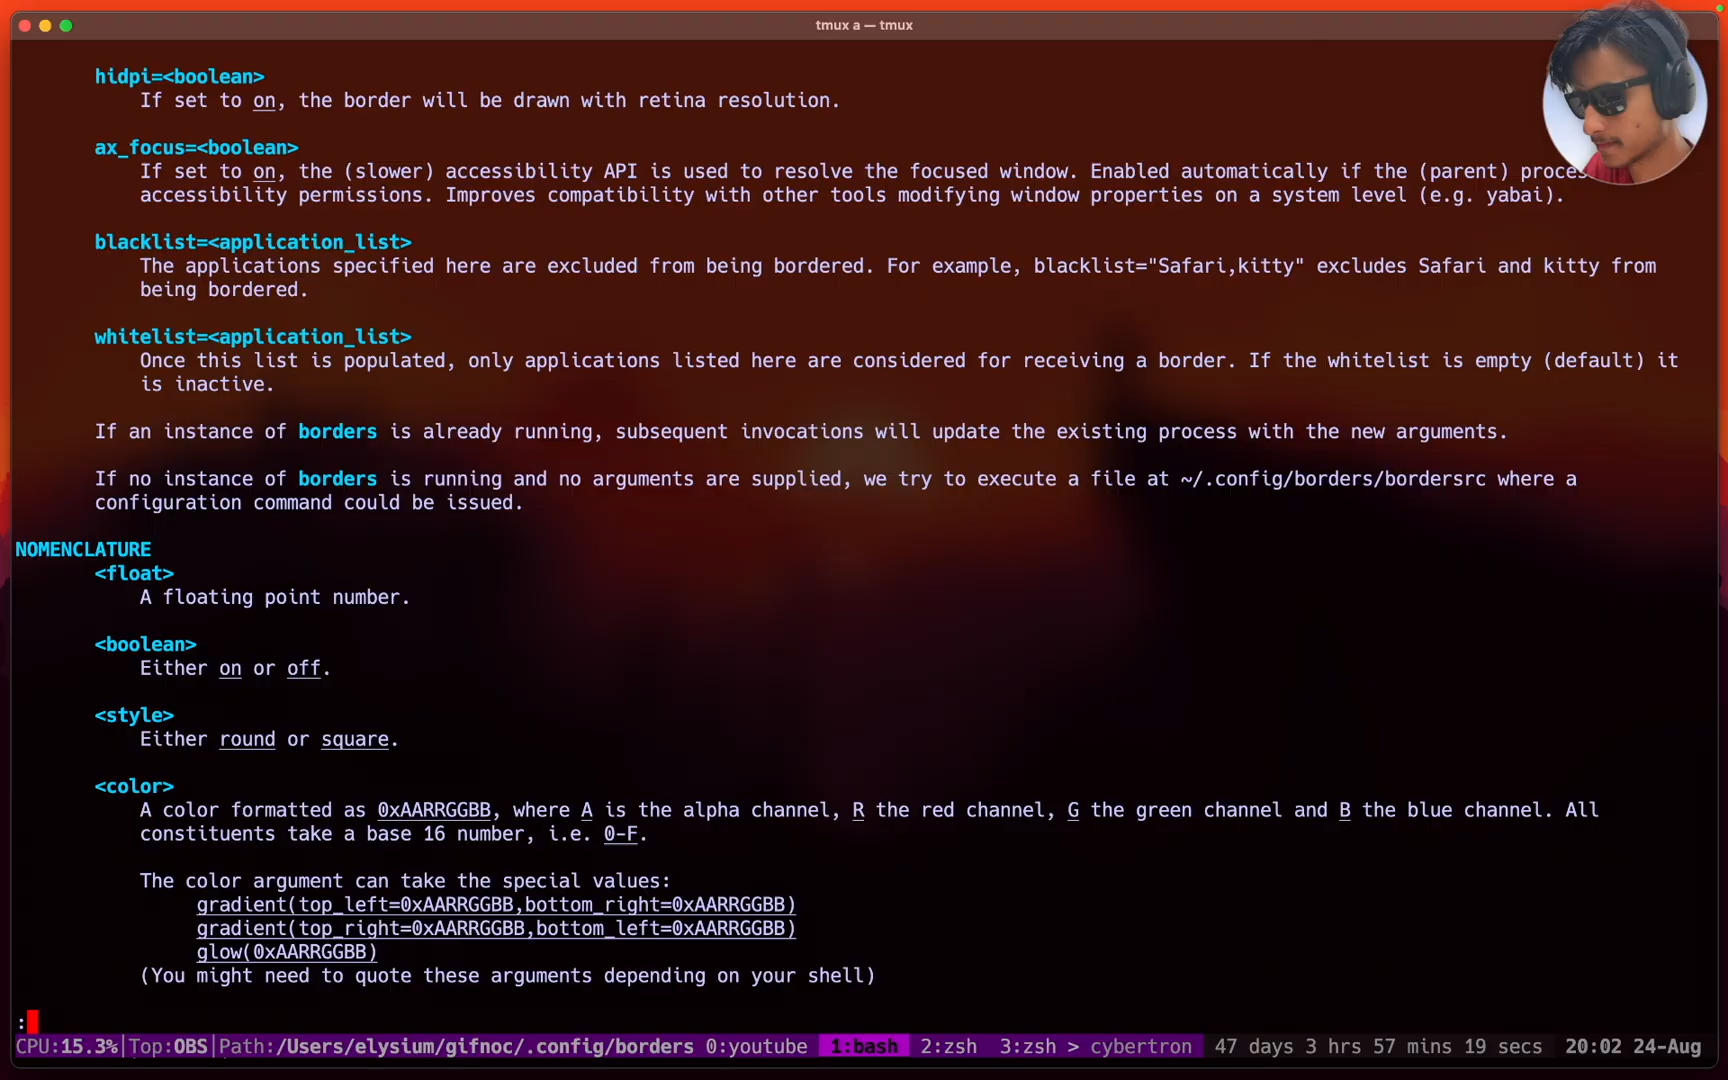 tmux a — tmux
hidpi=<boolean>
If set to on, the border will be drawn with retina resolution.
ax_focus=<boolean>
If set to on, the (slower) accessibility API is used to resolve the focused window. Enabled automatically if the (parent) proces
accessibility permissions. Improves compatibility with other tools modifying window properties on a system level (e.g. yabai).
blacklist=<application_list>
The applications specified here are excluded from being bordered. For example, blacklist="Safari,kitty" excludes Safari and kitty from
being bordered.
whitelist=<application_list>
Once this list is populated, only applications listed here are considered for receiving a border. If the whitelist is empty (default) it
is inactive.
If an instance of borders is already running, subsequent invocations will update the existing process with the new arguments.
If no instance of borders is running and no arguments are supplied, we try to execute a file at ~/.config/borders/bordersrc where a
configuration command could be issued.
NOMENCLATURE
<float>
A floating point number.
<boolean>
Either on or off.
<style>
Either round or square.
<color>
A color formatted as 0xAARRGGBB, where A is the alpha channel, R the red channel, G the green channel and B the blue channel. All
constituents take a base 16 number, i.e. 0-F.
The color argument can take the special values:
gradient(top_left=0xAARRGGBB,bottom_right=0xAARRGGBB)
gradient(top_right=0xAARRGGBB,bottom_left=0xAARRGGBB)
glow(0xAARRGGBB)
(You might need to quote these arguments depending on your shell)
:
CPU:15.3%|Top:OBS|Path:/Users/elysium/gifnoc/.config/borders 0:youtube 1:bash 2:zsh 3:zsh > cybertron 47 days 3 hrs 57 mins 19 secs 20:02 24-Aug